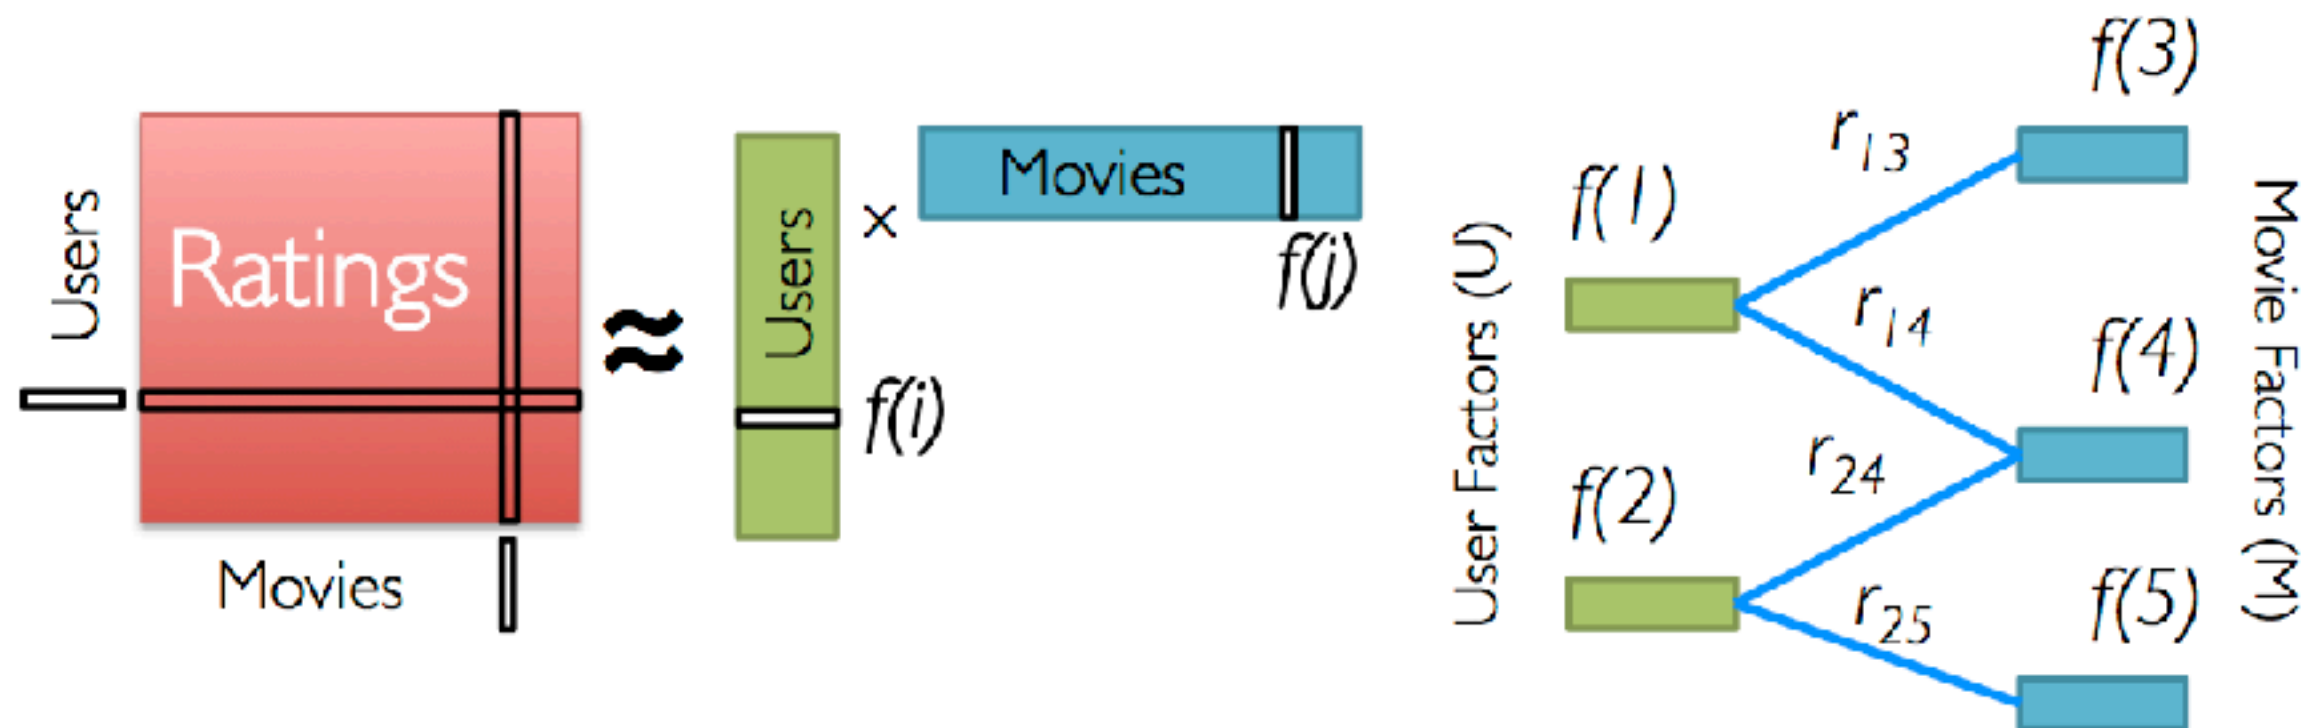 Users
Ratings
Movies
≈
Users
f(i)
×
Movies
f(j)
User Factors (U)
f(1)
f(2)
r13
r14
r24
r25
f(3)
f(4)
f(5)
Movie Factors (M)